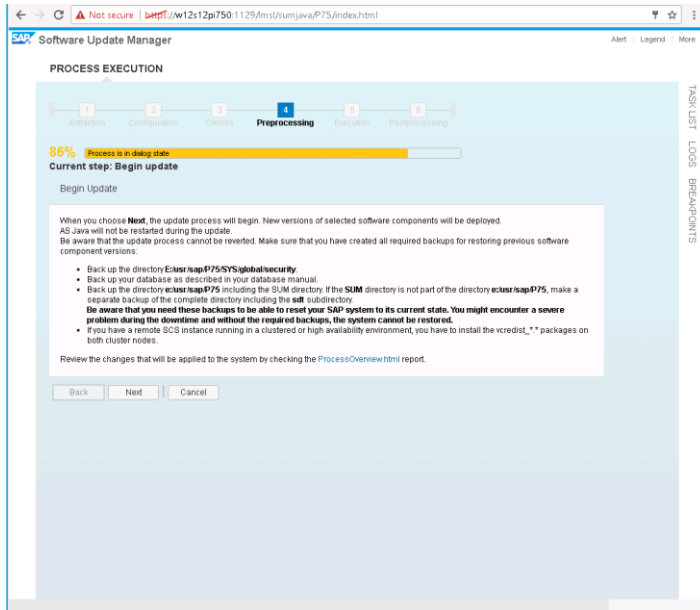 Not secure | https://w12s12pi750:1129/lmsl/sumjava/P75/index.html
SAP Software Update Manager
Alert | Legend | More
PROCESS EXECUTION
1 2 3 4 5 6
Extraction Configuration Checks Preprocessing Execution Postprocessing
86% Process is in dialog state
Current step: Begin update
Begin Update
When you choose Next, the update process will begin. New versions of selected software components will be deployed.
AS Java will not be restarted during the update.
Be aware that the update process cannot be reverted. Make sure that you have created all required backups for restoring previous software
component versions:
• Back up the directory E:/usr/sap/P75/SYS/global/security.
• Back up your database as described in your database manual.
• Back up the directory e:/usr/sap/P75 including the SUM directory. If the SUM directory is not part of the directory e:/usr/sap/P75, make a
separate backup of the complete directory including the sdt subdirectory.
Be aware that you need these backups to be able to reset your SAP system to its current state. You might encounter a severe
problem during the downtime and without the required backups, the system cannot be restored.
• If you have a remote SCS instance running in a clustered or high availability environment, you have to install the vcredist_*.* packages on
both cluster nodes.
Review the changes that will be applied to the system by checking the ProcessOverview.html report.
Back Next | Cancel
TASK LIST
LOGS
BREAKPOINTS